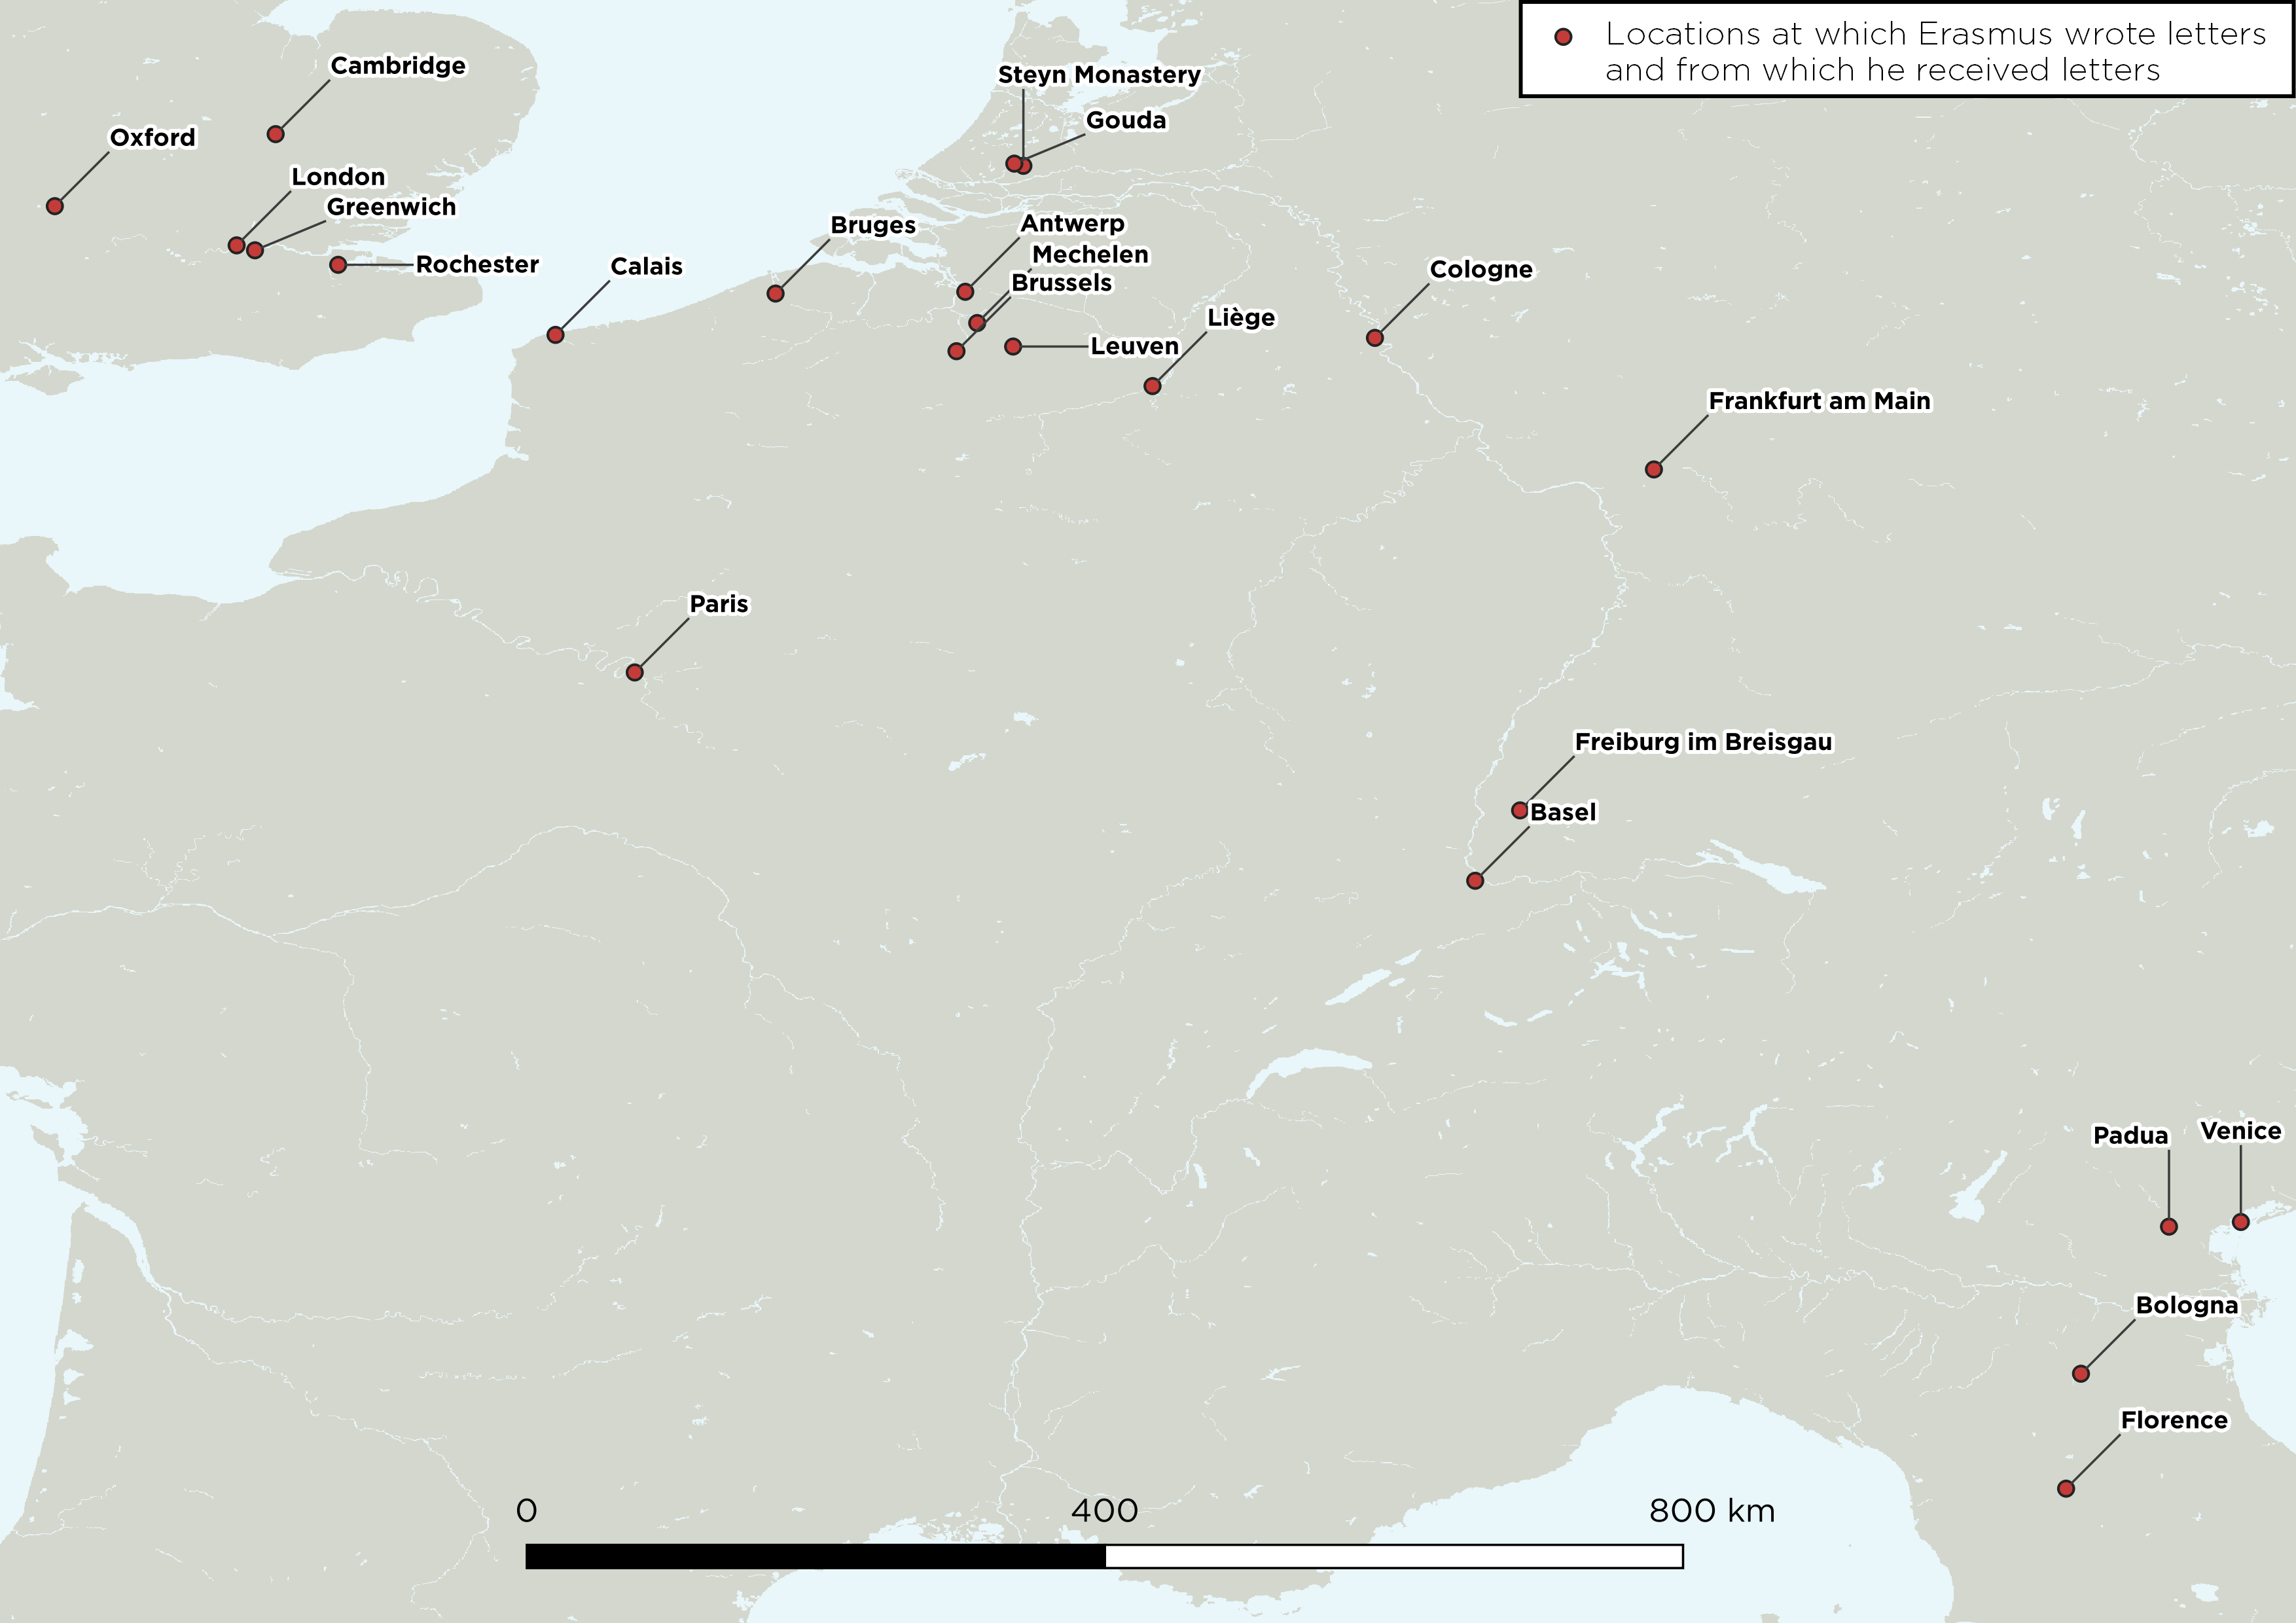 Locations at which Erasmus wrote letters
and from which he received letters
Cambridge
Steyn Monastery
Gouda
Oxford
London
Greenwich
Bruges
Antwerp
Mechelen
Rochester
Calais
Cologne
Brussels
Liège
Leuven
Frankfurt am Main
Paris
Freiburg im Breisgau
Basel
Padua
Venice
Bologna
Florence
0 400 800 km